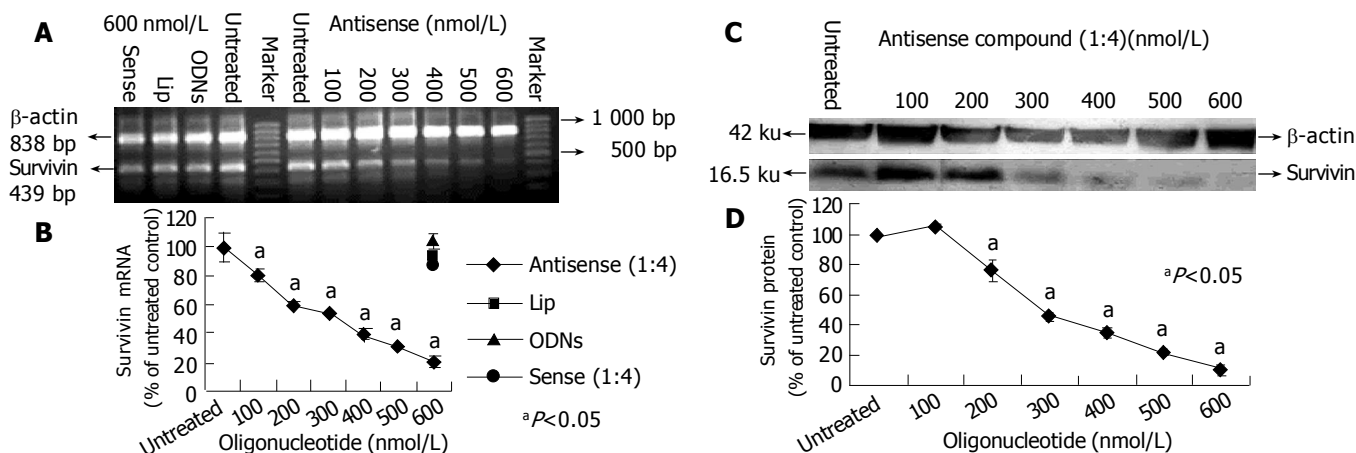 A
600 nmol/L
Antisense (nmol/L)
Sense
Lip
ODNs
Untreated
Marker
Untreated
100
200
300
400
500
600
Marker
β-actin
838 bp
Survivin
439 bp
1 000 bp
500 bp
B
Survivin mRNA
(% of untreated control)
120
100
80
60
40
20
0
a
a
a
a
a
a
Untreated
100
200
300
400
500
600
Oligonucleotide (nmol/L)
Antisense (1:4)
Lip
ODNs
Sense (1:4)
ᵃP<0.05
C
Untreated
Antisense compound (1:4)(nmol/L)
100
200
300
400
500
600
42 ku
β-actin
16.5 ku
Survivin
D
Survivin protein
(% of untreated control)
120
100
80
60
40
20
0
a
a
a
a
a
ᵃP<0.05
Untreated
100
200
300
400
500
600
Oligonucleotide (nmol/L)